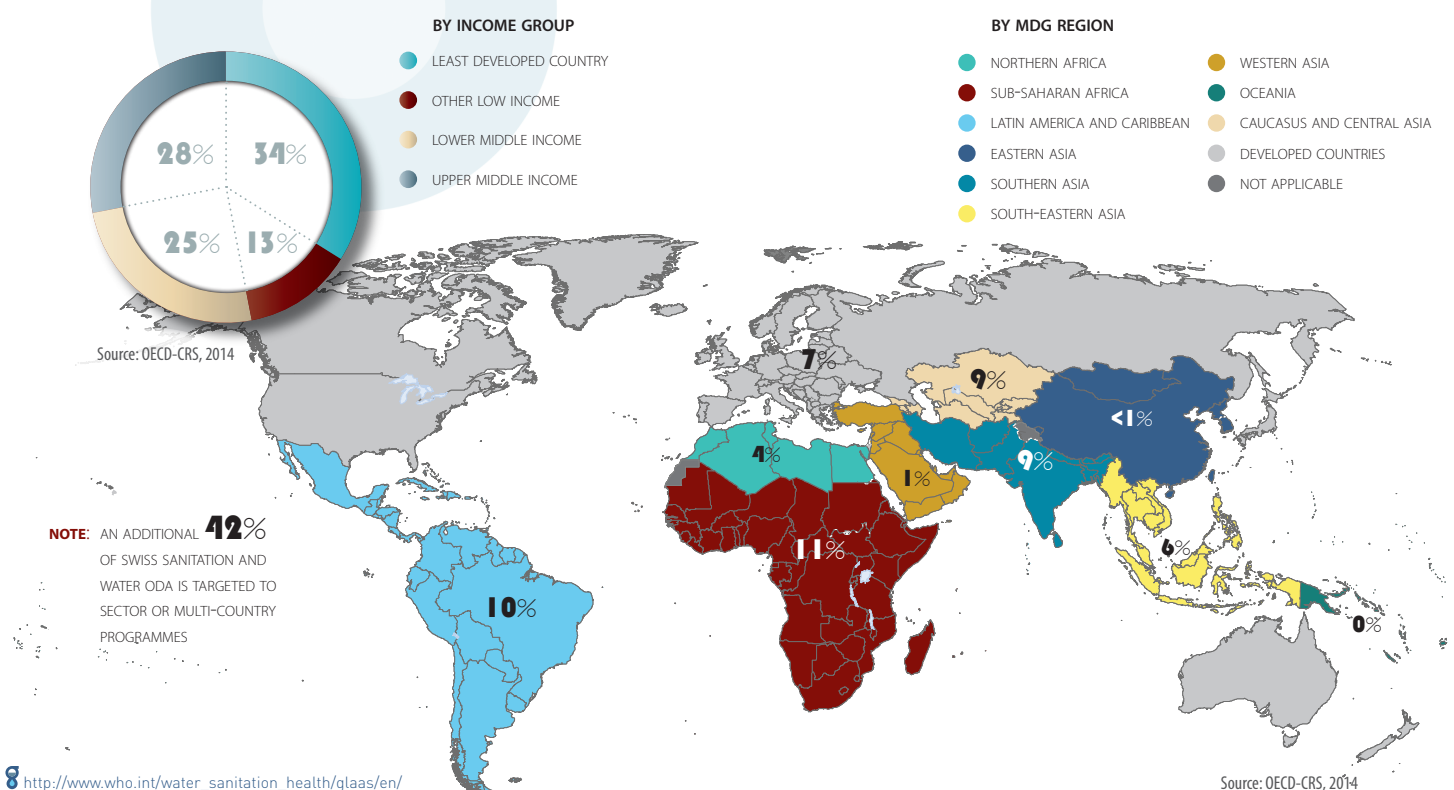 BY INCOME GROUP
LEAST DEVELOPED COUNTRY
OTHER LOW INCOME
LOWER MIDDLE INCOME
UPPER MIDDLE INCOME
28%
34%
25%
13%
Source: OECD-CRS, 2014
BY MDG REGION
NORTHERN AFRICA
SUB-SAHARAN AFRICA
LATIN AMERICA AND CARIBBEAN
EASTERN ASIA
SOUTHERN ASIA
SOUTH-EASTERN ASIA
WESTERN ASIA
OCEANIA
CAUCASUS AND CENTRAL ASIA
DEVELOPED COUNTRIES
NOT APPLICABLE
7%
9%
<1%
4%
1%
9%
11%
6%
10%
0%
NOTE: AN ADDITIONAL 42%
OF SWISS SANITATION AND
WATER ODA IS TARGETED TO
SECTOR OR MULTI-COUNTRY
PROGRAMMES
http://www.who.int/water_sanitation_health/glaas/en/
Source: OECD-CRS, 2014